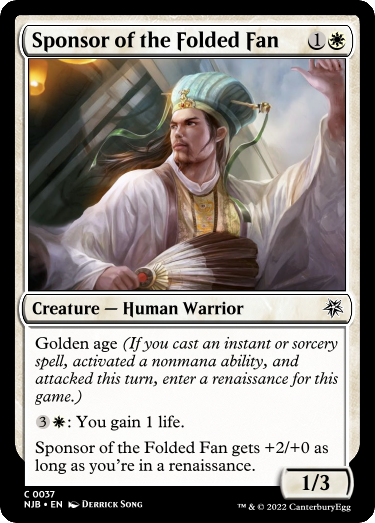 Sponsor of the Folded Fan 1
Creature — Human Warrior
Golden age (If you cast an instant or sorcery
spell, activated a nonmana ability, and
attacked this turn, enter a renaissance for this
game.)
3 : You gain 1 life.
Sponsor of the Folded Fan gets +2/+0 as
long as you're in a renaissance.
1/3
C 0037
NJB • EN Derrick Song
™ & © 2022 CanterburyEgg